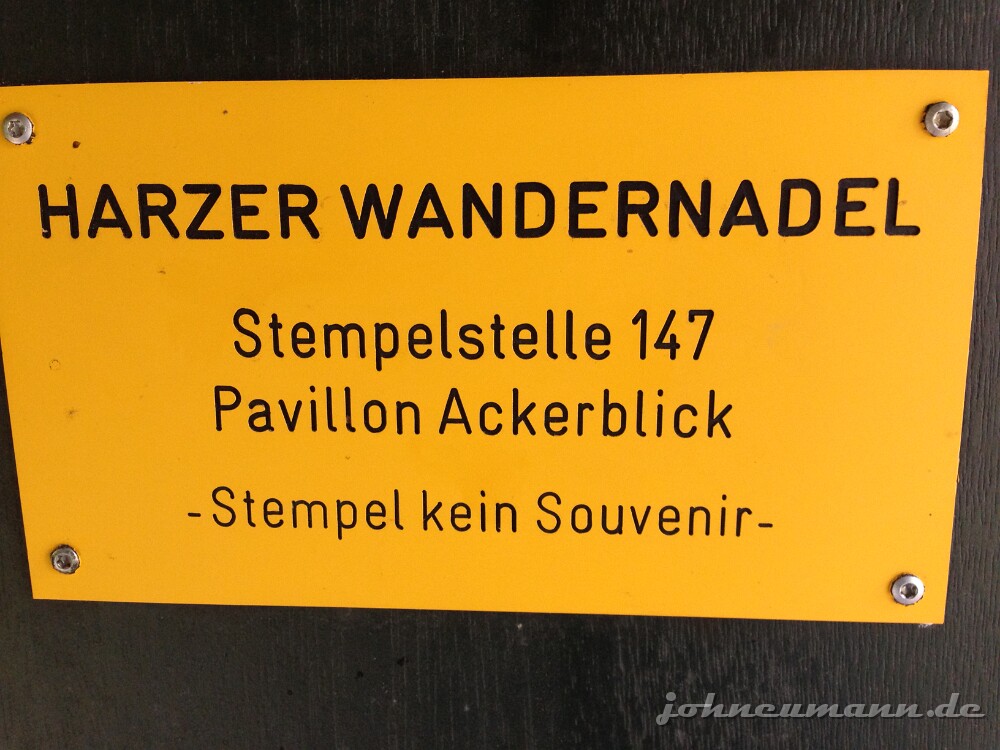 HARZER WANDERNADEL
Stempelstelle 147
Pavillon Ackerblick
-Stempel kein Souvenir-
johneumann.de